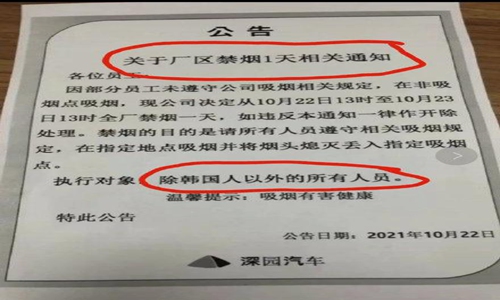 公告
关于厂区禁烟1天相关通知
各位员工:
因部分员工未遵守公司吸烟相关规定，在非吸
烟点吸烟，现公司决定从10月22日13时至10月23
日13时全厂禁烟一天，如违反本通知一律作开除
处理。禁烟的目的是请所有人员遵守相关吸烟规
定，在指定地点吸烟并将烟头熄灭丢入指定吸烟
点。
执行对象：除韩国人以外的所有人员。
温馨提示：吸烟有害健康
特此公告
公告日期：2021年10月22日
深园汽车